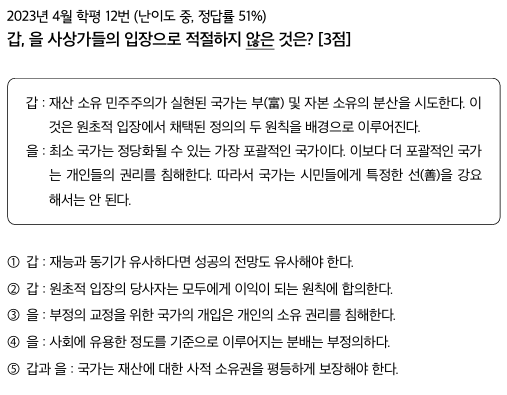 2023년 4월 학평 12번 (난이도 중, 정답률 51%)
갑, 을 사상가들의 입장으로 적절하지 않은 것은? [3점]
갑 : 재산 소유 민주주의가 실현된 국가는 부(富) 및 자본 소유의 분산을 시도한다. 이
것은 원초적 입장에서 채택된 정의의 두 원칙을 배경으로 이루어진다.
을 : 최소 국가는 정당화될 수 있는 가장 포괄적인 국가이다. 이보다 더 포괄적인 국가
는 개인들의 권리를 침해한다. 따라서 국가는 시민들에게 특정한 선(善)을 강요
해서는 안 된다.
① 갑 : 재능과 동기가 유사하다면 성공의 전망도 유사해야 한다.
② 갑 : 원초적 입장의 당사자는 모두에게 이익이 되는 원칙에 합의한다.
③ 을 : 부정의 교정을 위한 국가의 개입은 개인의 소유 권리를 침해한다.
④ 을 : 사회에 유용한 정도를 기준으로 이루어지는 분배는 부정의하다.
⑤ 갑과 을 : 국가는 재산에 대한 사적 소유권을 평등하게 보장해야 한다.